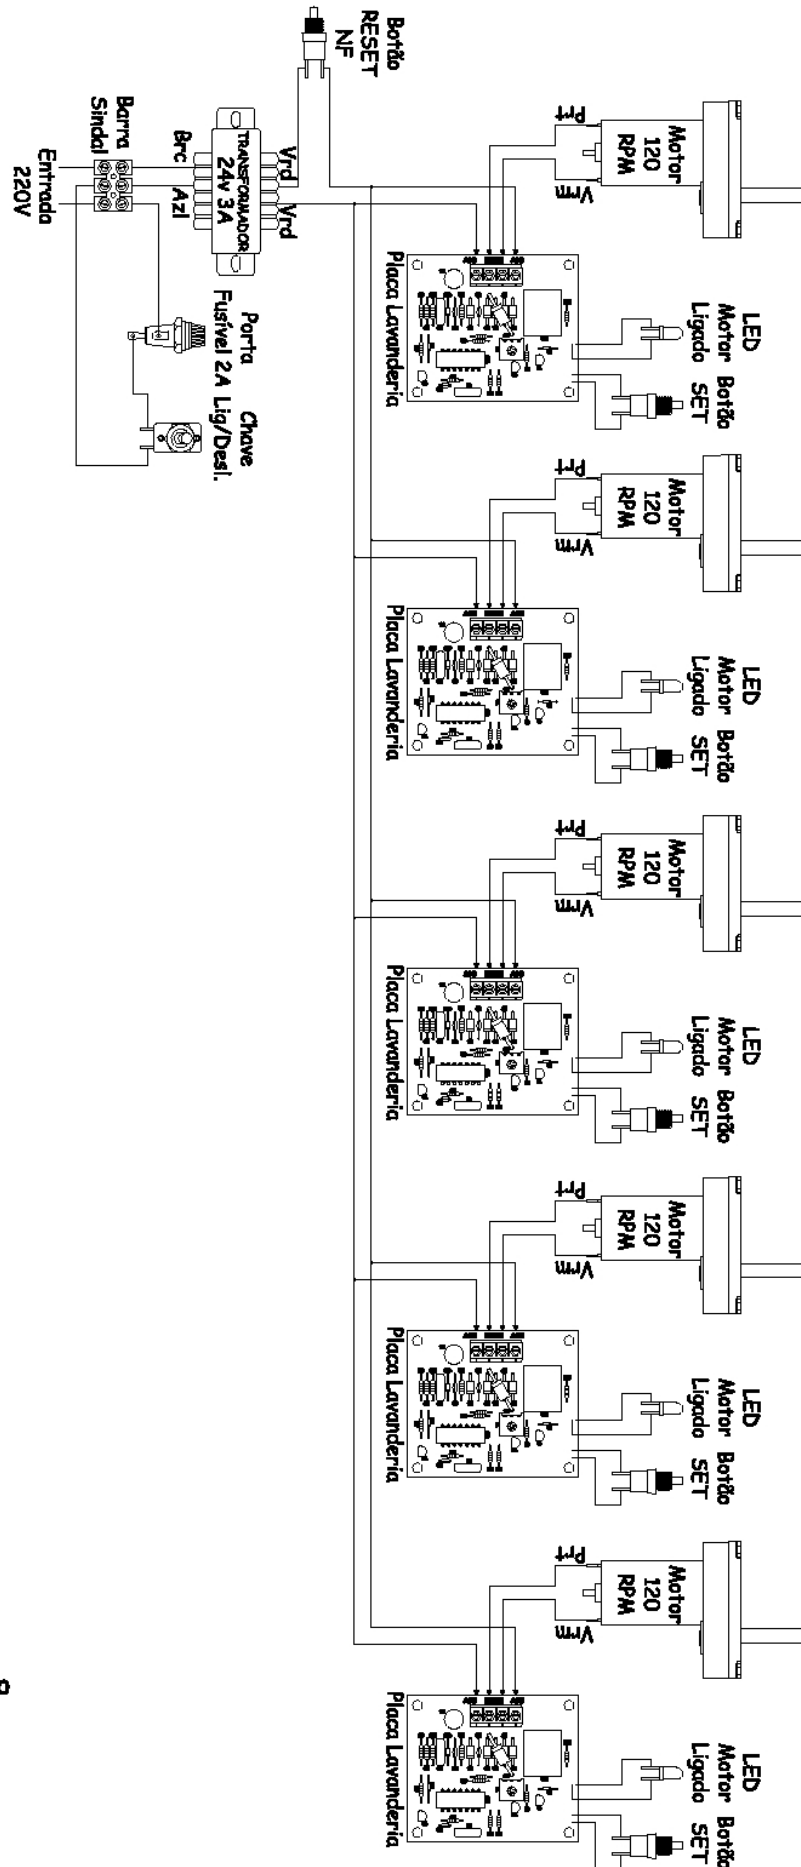 Botão
RESET
NF
Barra
Sindal
Entrada
220V
Brc
Azl
TRANSFORMADOR
24v 3A
Vrd
Vrd
Porta
Fusível 2A
Chave
Lig/Desl.
Prt
Vrm
Motor
120
RPM
Placa Lavanderia
LED
Motor
Ligado
Botão
SET
Prt
Vrm
Motor
120
RPM
Placa Lavanderia
LED
Motor
Ligado
Botão
SET
Prt
Vrm
Motor
120
RPM
Placa Lavanderia
LED
Motor
Ligado
Botão
SET
Prt
Vrm
Motor
120
RPM
Placa Lavanderia
LED
Motor
Ligado
Botão
SET
Prt
Vrm
Motor
120
RPM
Placa Lavanderia
LED
Motor
Ligado
Botão
SET